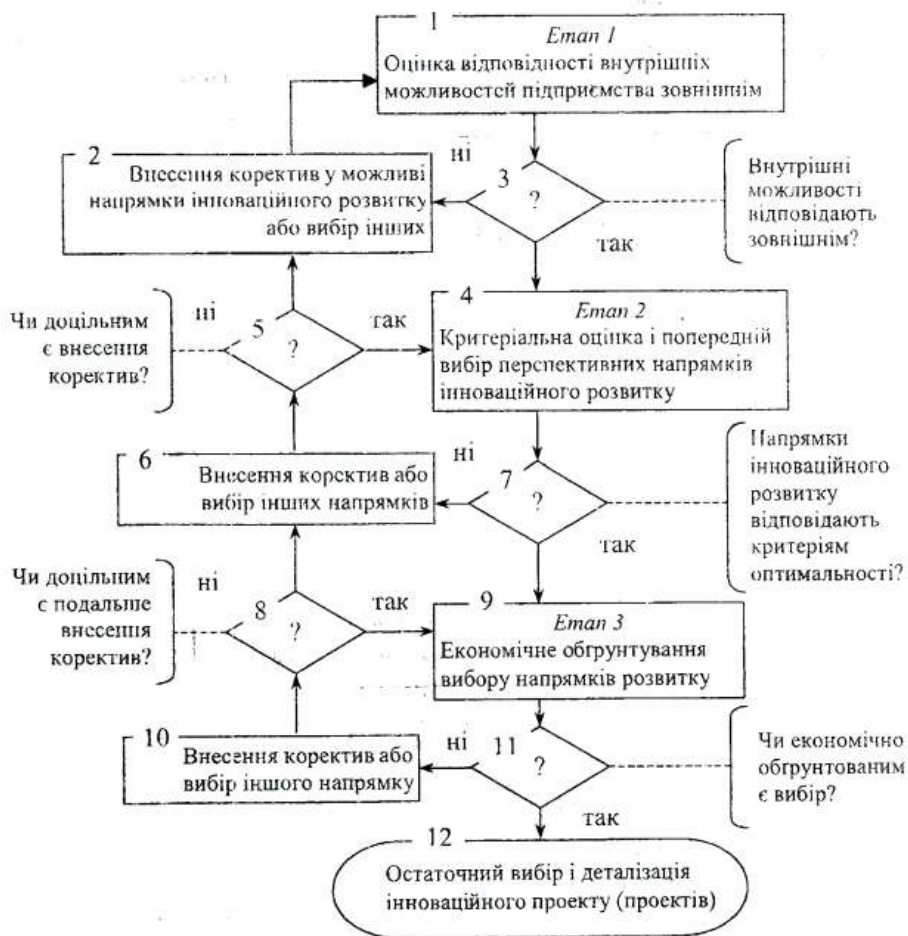 1
Етап 1
Оцінка відповідності внутрішніх
можливостей підприємства зовнішнім
2
Внесення коректив у можливі
напрямки інноваційного розвитку
або вибір інших
ні
3
?
так
Внутрішні
можливості
відповідають
зовнішнім?
Чи доцільним
є внесення
коректив?
ні
5
?
так
4
Етап 2
Критеріальна оцінка і попередній
вибір перспективних напрямків
інноваційного розвитку
6
Внесення коректив або
вибір інших напрямків
ні
7
?
так
Напрямки
інноваційного
розвитку
відповідають
критеріям
оптимальності?
Чи доцільним
є подальше
внесення
коректив?
ні
8
?
так
9
Етап 3
Економічне обгрунтування
вибору напрямків розвитку
10
Внесення коректив або
вибір іншого напрямку
ні
11
?
так
Чи економічно
обгрунтованим
є вибір?
12
Остаточний вибір і деталізація
інноваційного проекту (проектів)